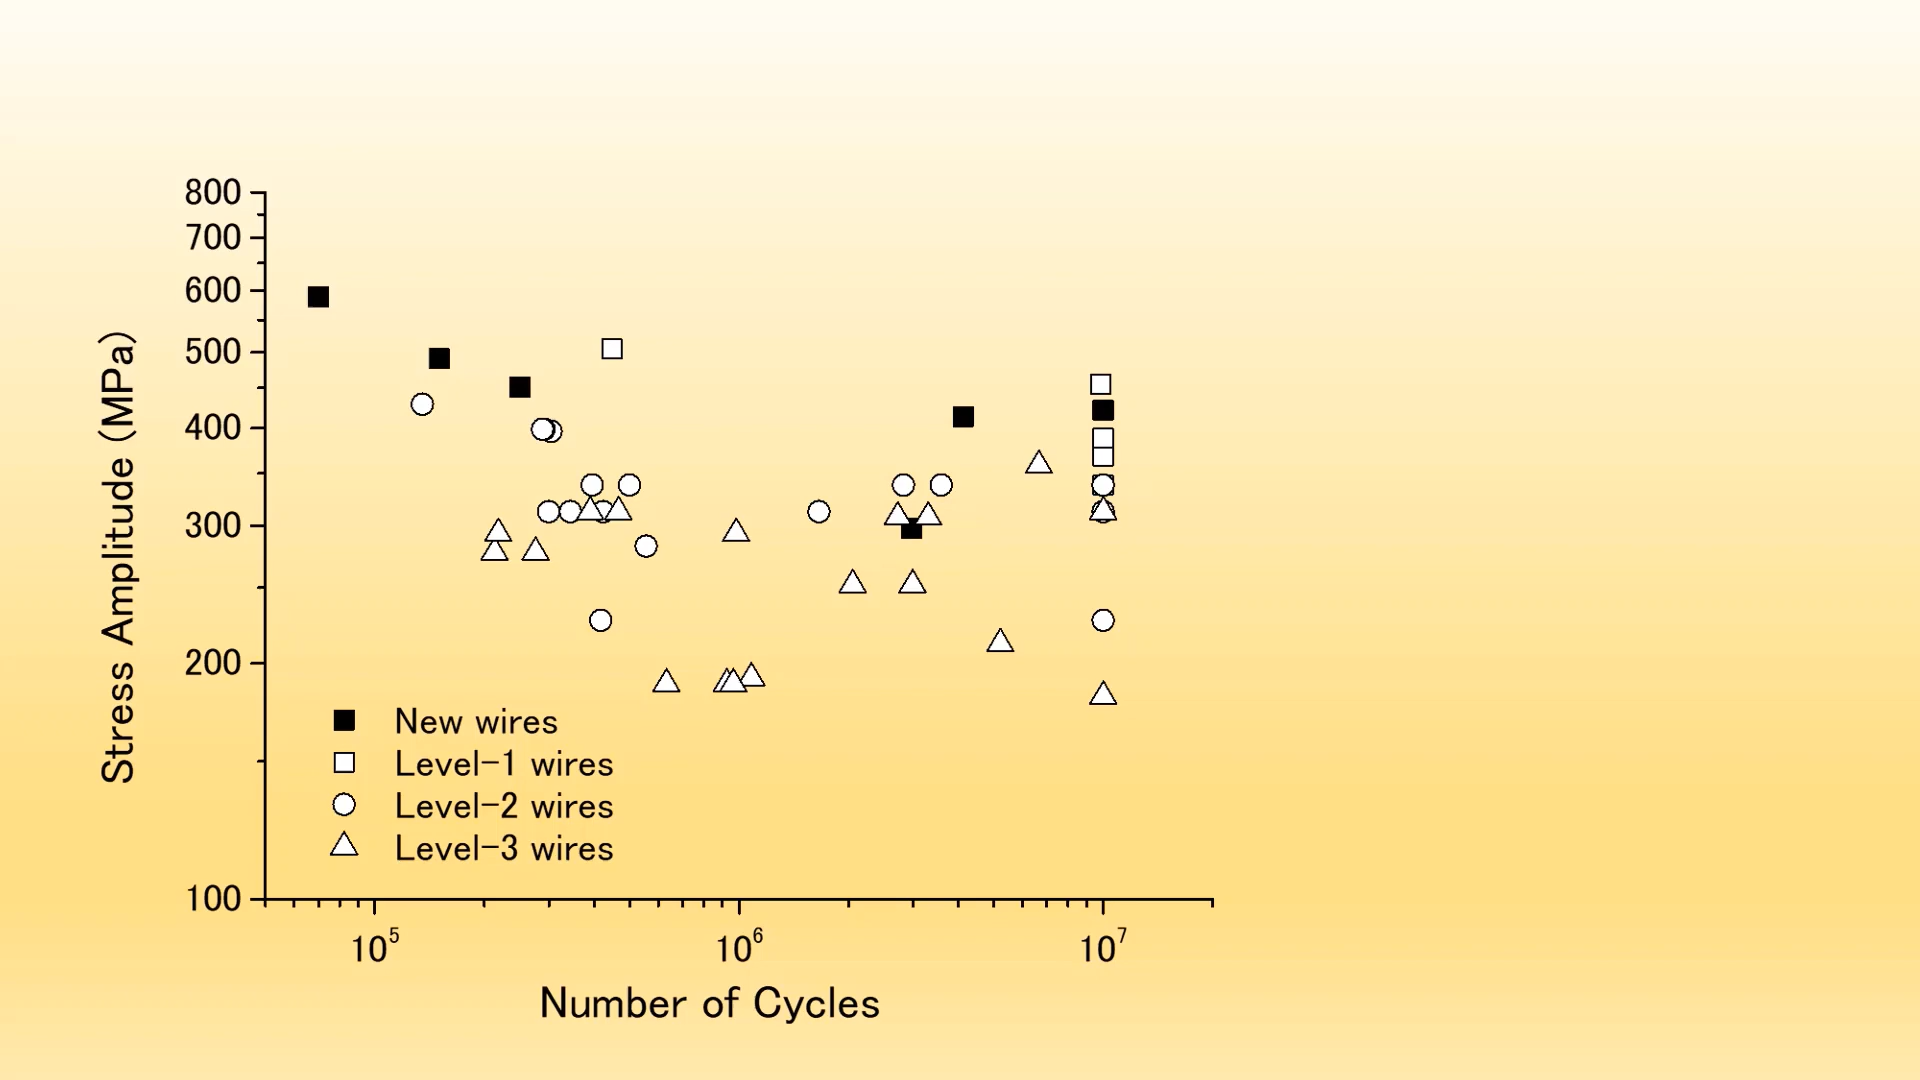 800
700
600
500
400
300
200
100
Stress Amplitude (MPa)
New wires
Level-1 wires
Level-2 wires
Level-3 wires
10⁵ 10⁶ 10⁷
Number of Cycles